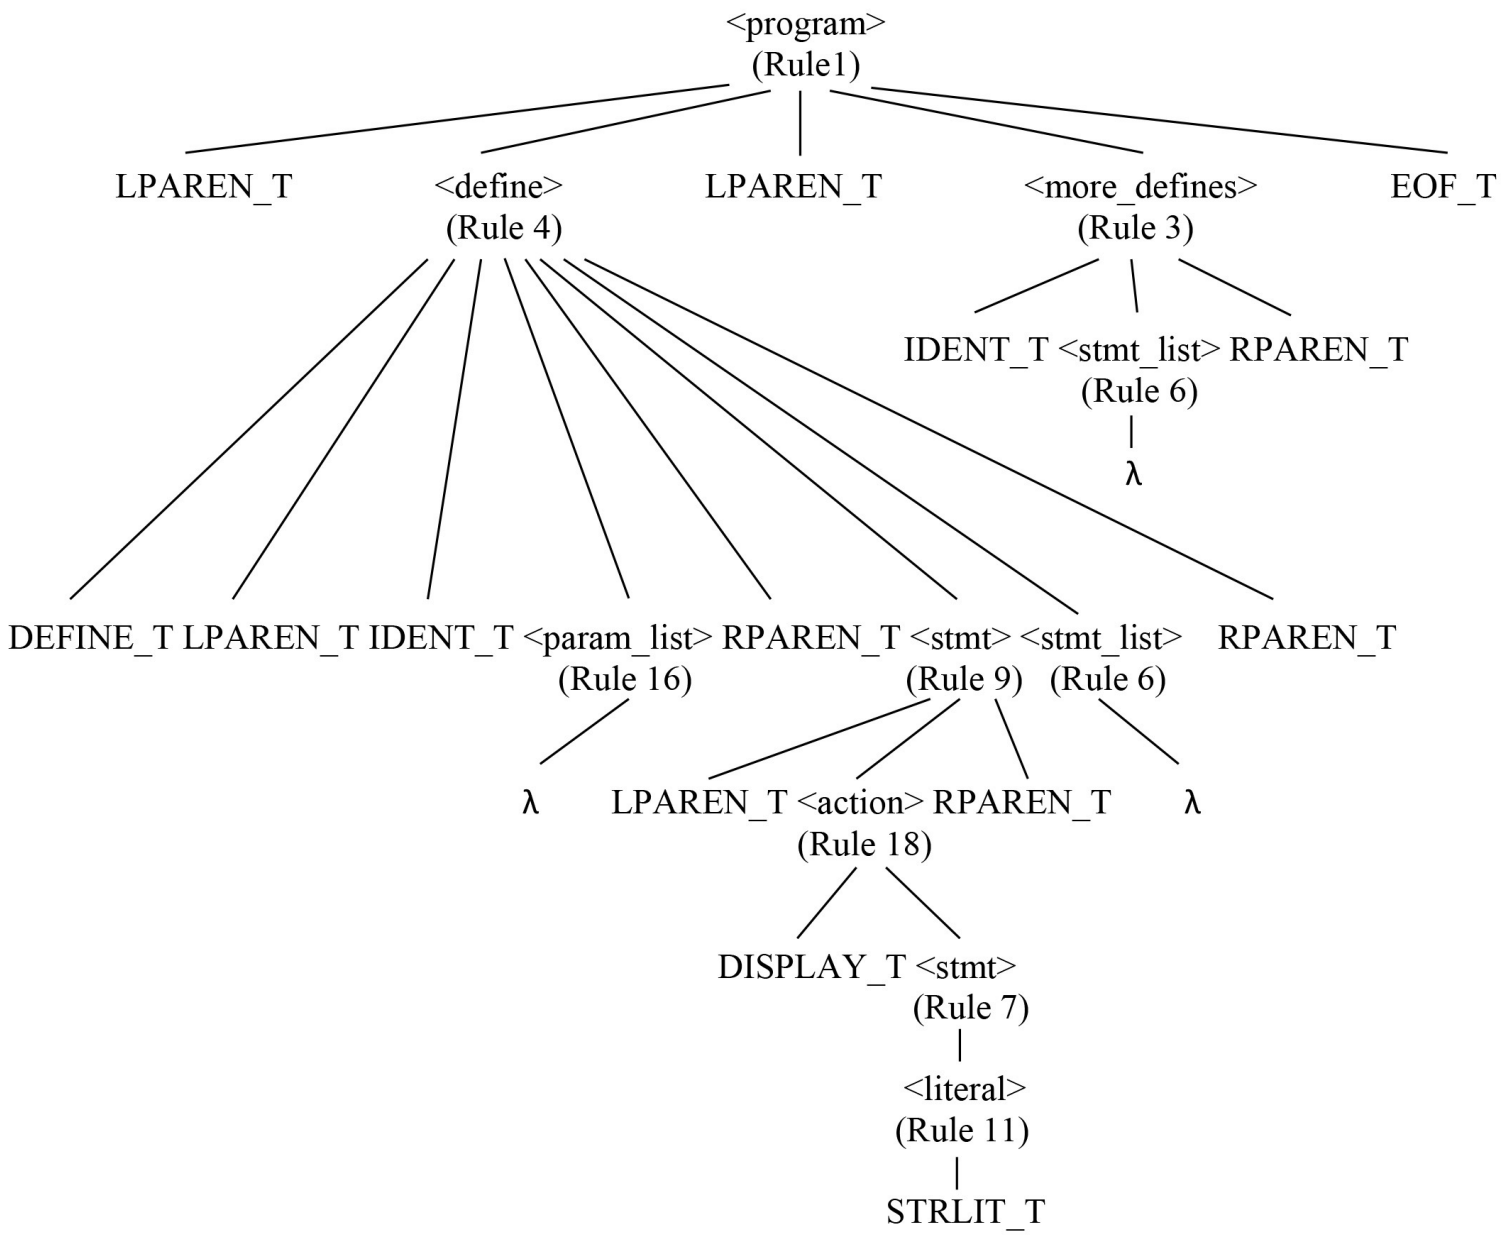 <program>
(Rule1)
LPAREN_T <define> LPAREN_T <more_defines> EOF_T
(Rule 4) (Rule 3)
IDENT_T <stmt_list> RPAREN_T
(Rule 6)
λ
DEFINE_T LPAREN_T IDENT_T <param_list> RPAREN_T <stmt> <stmt_list> RPAREN_T
(Rule 16) (Rule 9) (Rule 6)
λ LPAREN_T <action> RPAREN_T λ
(Rule 18)
DISPLAY_T <stmt>
(Rule 7)
<literal>
(Rule 11)
STRLIT_T